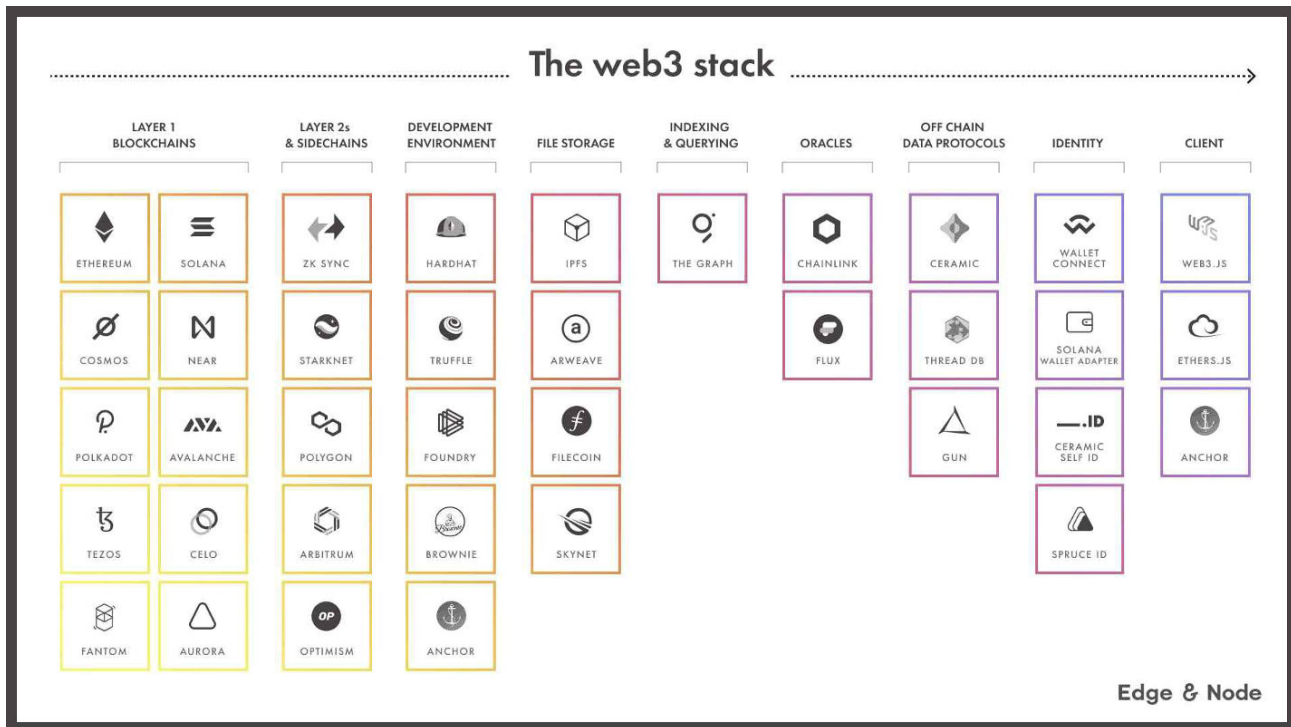 The web3 stack
LAYER 1
BLOCKCHAINS
LAYER 2s
& SIDECHAINS
DEVELOPMENT
ENVIRONMENT
FILE STORAGE
INDEXING
& QUERYING
ORACLES
OFF CHAIN
DATA PROTOCOLS
IDENTITY
CLIENT
ETHEREUM
SOLANA
ZK SYNC
HARDHAT
IPFS
THE GRAPH
CHAINLINK
CERAMIC
WALLET
CONNECT
W3JS
WEB3.JS
COSMOS
NEAR
STARKNET
TRUFFLE
a
ARWEAVE
FLUX
THREAD DB
SOLANA
WALLET ADAPTER
ETHERS.JS
POLKADOT
AVALANCHE
POLYGON
FOUNDRY
FILECOIN
GUN
.ID
CERAMIC
SELF ID
ANCHOR
TEZOS
CELO
ARBITRUM
Brownie
BROWNIE
SKYNET
SPRUCE ID
FANTOM
AURORA
OP
OPTIMISM
ANCHOR
Edge & Node